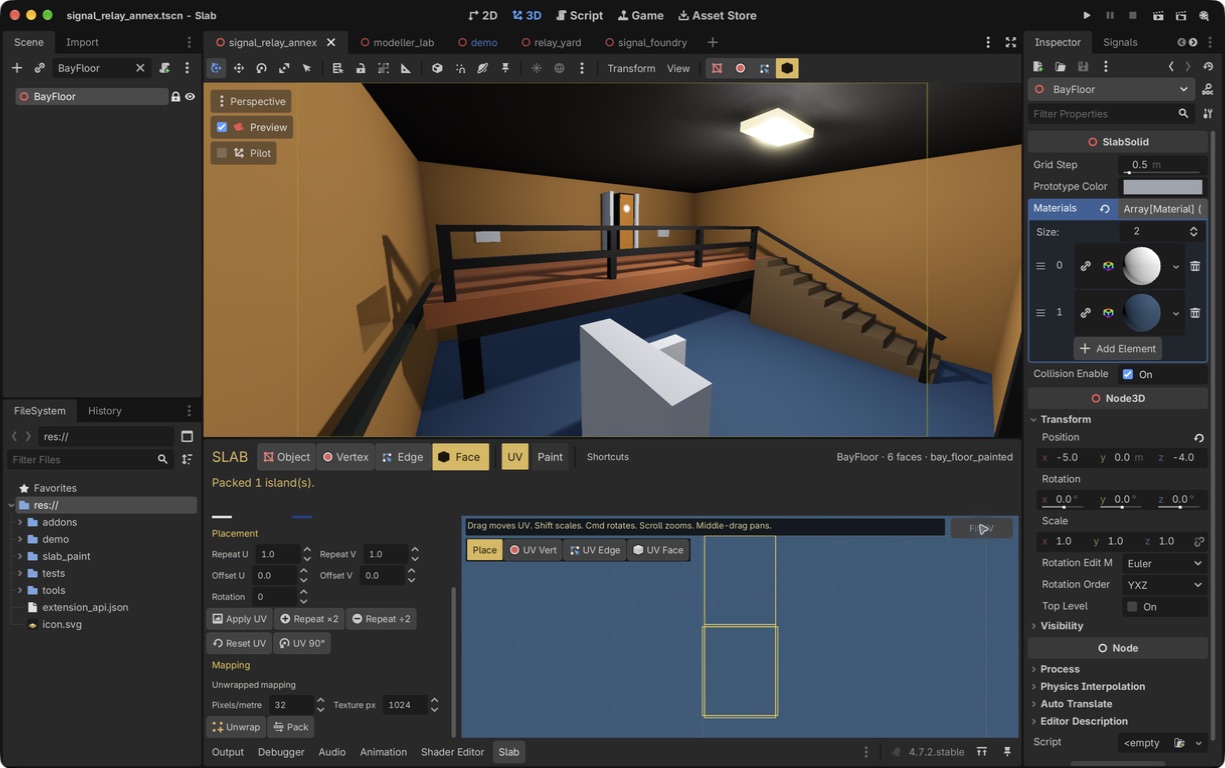 signal_relay_annex.tscn - Slab
2D 3D Script Game Asset Store
Scene Import
BayFloor
BayFloor
signal_relay_annex modeller_lab demo relay_yard signal_foundry
Transform View
Perspective
Preview
Pilot
FileSystem History
res://
Filter Files
Favorites
res://
addons
demo
slab_paint
tests
tools
extension_api.json
icon.svg
SLAB Object Vertex Edge Face UV Paint Shortcuts BayFloor · 6 faces · bay_floor_painted
Packed 1 island(s).
Placement
Repeat U 1.0 Repeat V 1.0
Offset U 0.0 Offset V 0.0
Rotation 0
Apply UV Repeat ×2 Repeat ÷2
Reset UV UV 90°
Mapping
Unwrapped mapping
Pixels/metre 32 Texture px 1024
Unwrap Pack
Drag moves UV. Shift scales. Cmd rotates. Scroll zooms. Middle-drag pans.
Place UV Vert UV Edge UV Face
Output Debugger Audio Animation Shader Editor Slab 4.7.2.stable
Inspector Signals
BayFloor
Filter Properties
SlabSolid
Grid Step 0.5 m
Prototype Color
Materials Array[Material] (
Size: 2
0
1
Add Element
Collision Enable On
Node3D
Transform
Position
x -5.0 y 0.0 m z -4.0
Rotation
x 0.0° y 0.0° z 0.0°
Scale
x 1.0 y 1.0 z 1.0
Rotation Edit M Euler
Rotation Order YXZ
Top Level On
Visibility
Node
Process
Physics Interpolation
Auto Translate
Editor Description
Script <empty